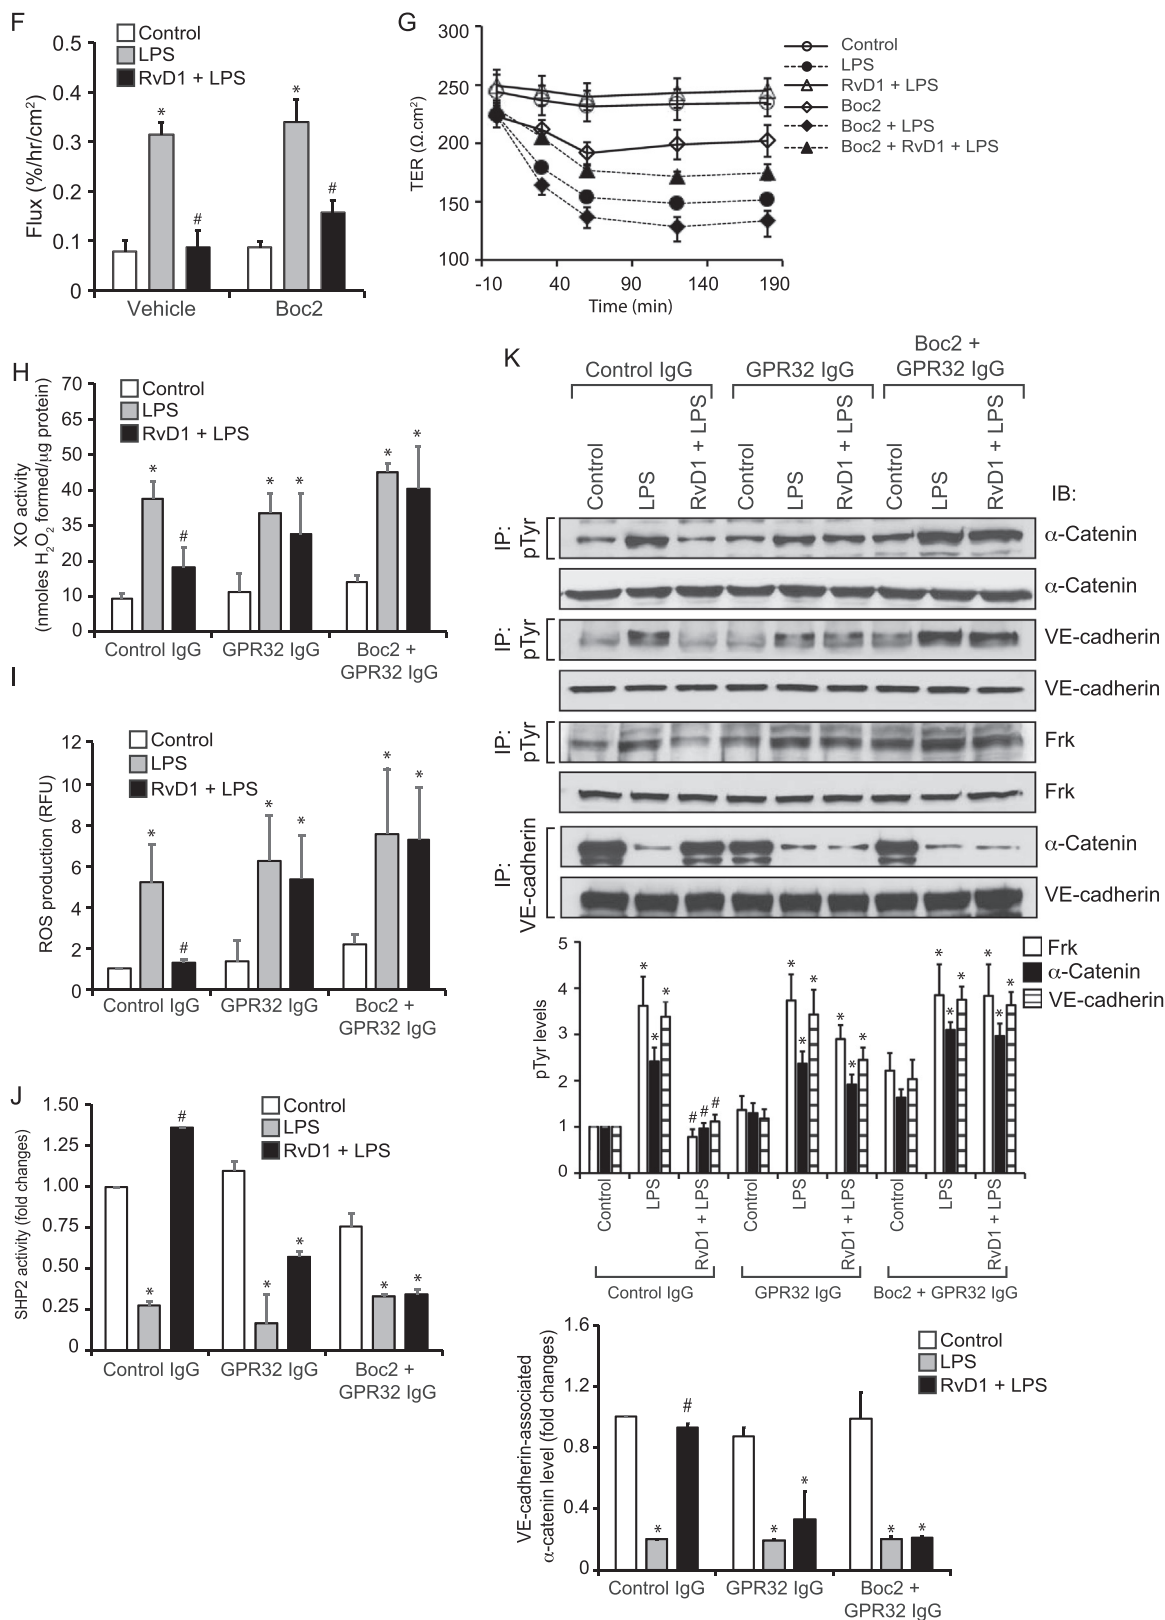 F
Control
LPS
RvD1 + LPS
Flux (%/hr/cm²)
0.5
0.4
0.3
0.2
0.1
0
*
#
*
#
Vehicle
Boc2
G
TER (Ω.cm²)
300
250
200
150
100
-10
40
90
140
190
Time (min)
Control
LPS
RvD1 + LPS
Boc2
Boc2 + LPS
Boc2 + RvD1 + LPS
H
XO activity
(nmoles H₂O₂ formed/µg protein)
70
65
50
40
35
20
10
0
Control
LPS
RvD1 + LPS
*
#
*
*
*
*
Control IgG
GPR32 IgG
Boc2 +
GPR32 IgG
I
ROS production (RFU)
12
10
8
6
4
2
0
Control
LPS
RvD1 + LPS
*
#
*
*
*
*
Control IgG
GPR32 IgG
Boc2 +
GPR32 IgG
J
SHP2 activity (fold changes)
1.50
1.25
1.00
0.75
0.50
0.25
0
Control
LPS
RvD1 + LPS
*
#
*
*
*
*
Control IgG
GPR32 IgG
Boc2 +
GPR32 IgG
K
Control IgG
GPR32 IgG
Boc2 +
GPR32 IgG
Control
LPS
RvD1 + LPS
Control
LPS
RvD1 + LPS
Control
LPS
RvD1 + LPS
IB:
IP:
pTyr
α-Catenin
α-Catenin
IP:
pTyr
VE-cadherin
VE-cadherin
IP:
pTyr
Frk
Frk
IP:
VE-cadherin
α-Catenin
VE-cadherin
pTyr levels
5
4
3
2
1
0
Frk
α-Catenin
VE-cadherin
* * *
# # #
* * *
* * *
* * *
* * *
Control
LPS
RvD1 + LPS
Control
LPS
RvD1 + LPS
Control
LPS
RvD1 + LPS
Control IgG
GPR32 IgG
Boc2 + GPR32 IgG
VE-cadherin-associated
α-catenin level (fold changes)
1.6
1.2
0.8
0.4
0
Control
LPS
RvD1 + LPS
*
#
*
*
*
*
Control IgG
GPR32 IgG
Boc2 +
GPR32 IgG